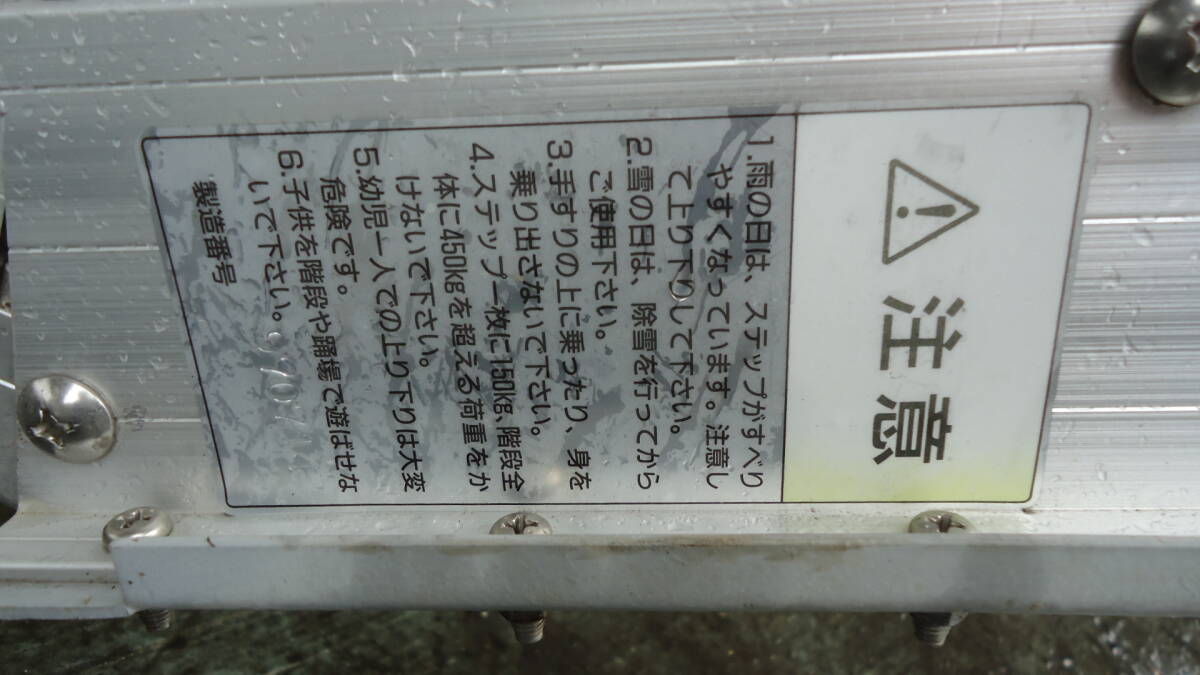 注意
1.雨の日は、ステップがすべり
やすくなっています。注意し
て上り下りして下さい。
2.雪の日は、除雪を行ってから
ご使用下さい。
3.手すりの上に乗ったり、身を
乗り出さないで下さい。
4.ステップ一枚に150kg、階段全
体に450kgを超える荷重をか
けないで下さい。
5.幼児一人での上り下りは大変
危険です。
6.子供を階段や踊場で遊ばせな
いで下さい。
製造番号